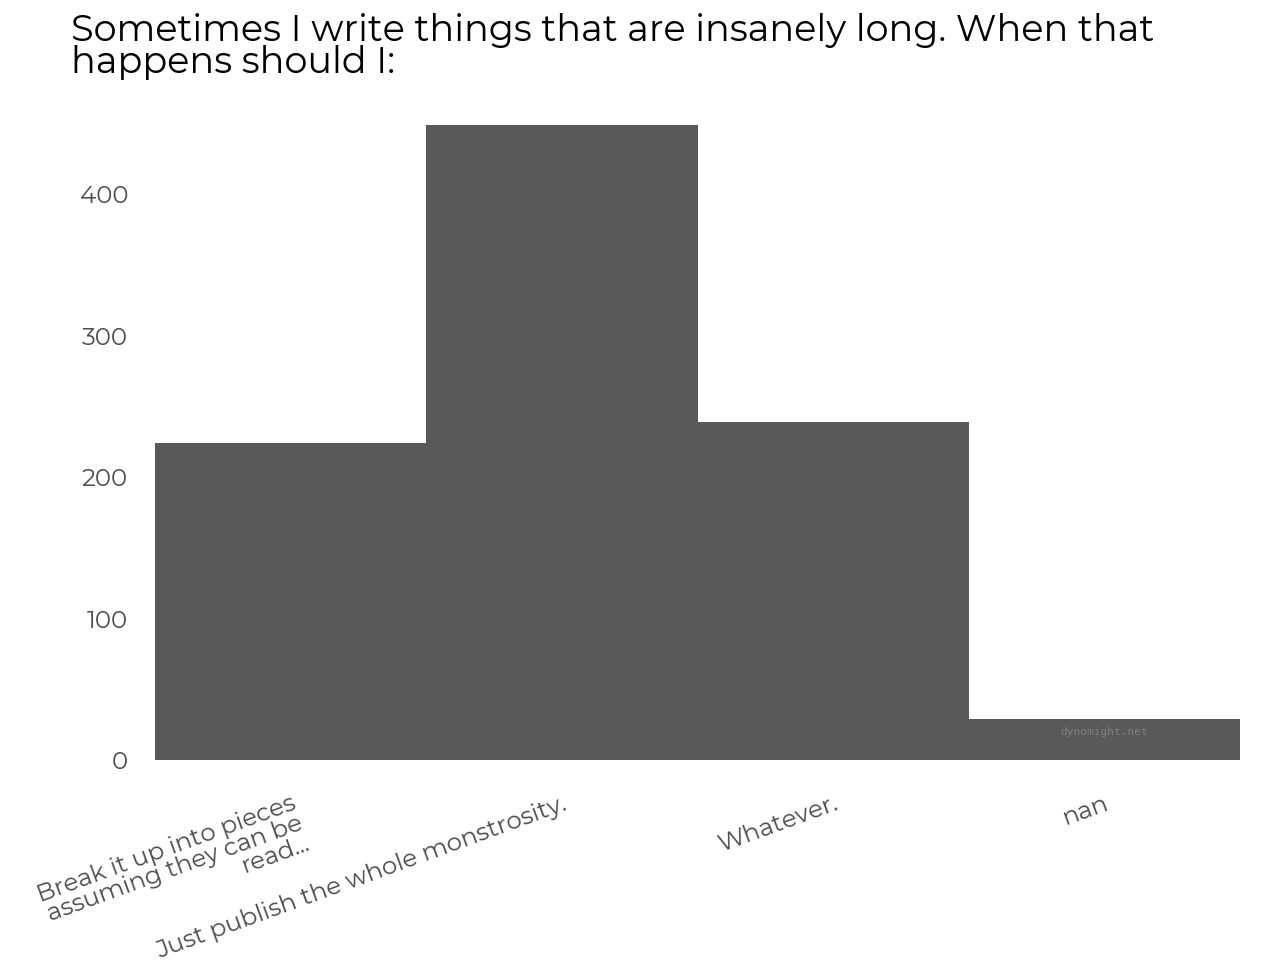 Sometimes I write things that are insanely long. When that
happens should I:
400
300
200
100
0
dynomight.net
Break it up into pieces
assuming they can be
read...
Just publish the whole monstrosity.
Whatever.
nan